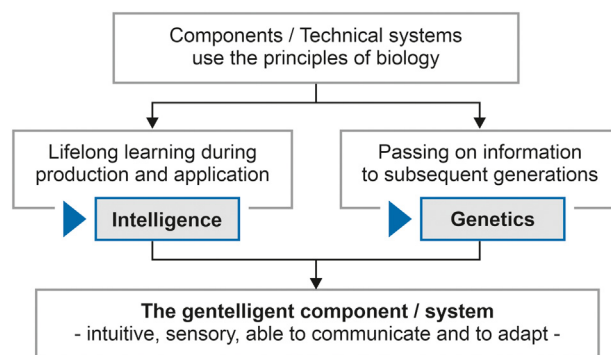 Components / Technical systems
use the principles of biology
Lifelong learning during
production and application
Intelligence
Passing on information
to subsequent generations
Genetics
The gentelligent component / system
- intuitive, sensory, able to communicate and to adapt -